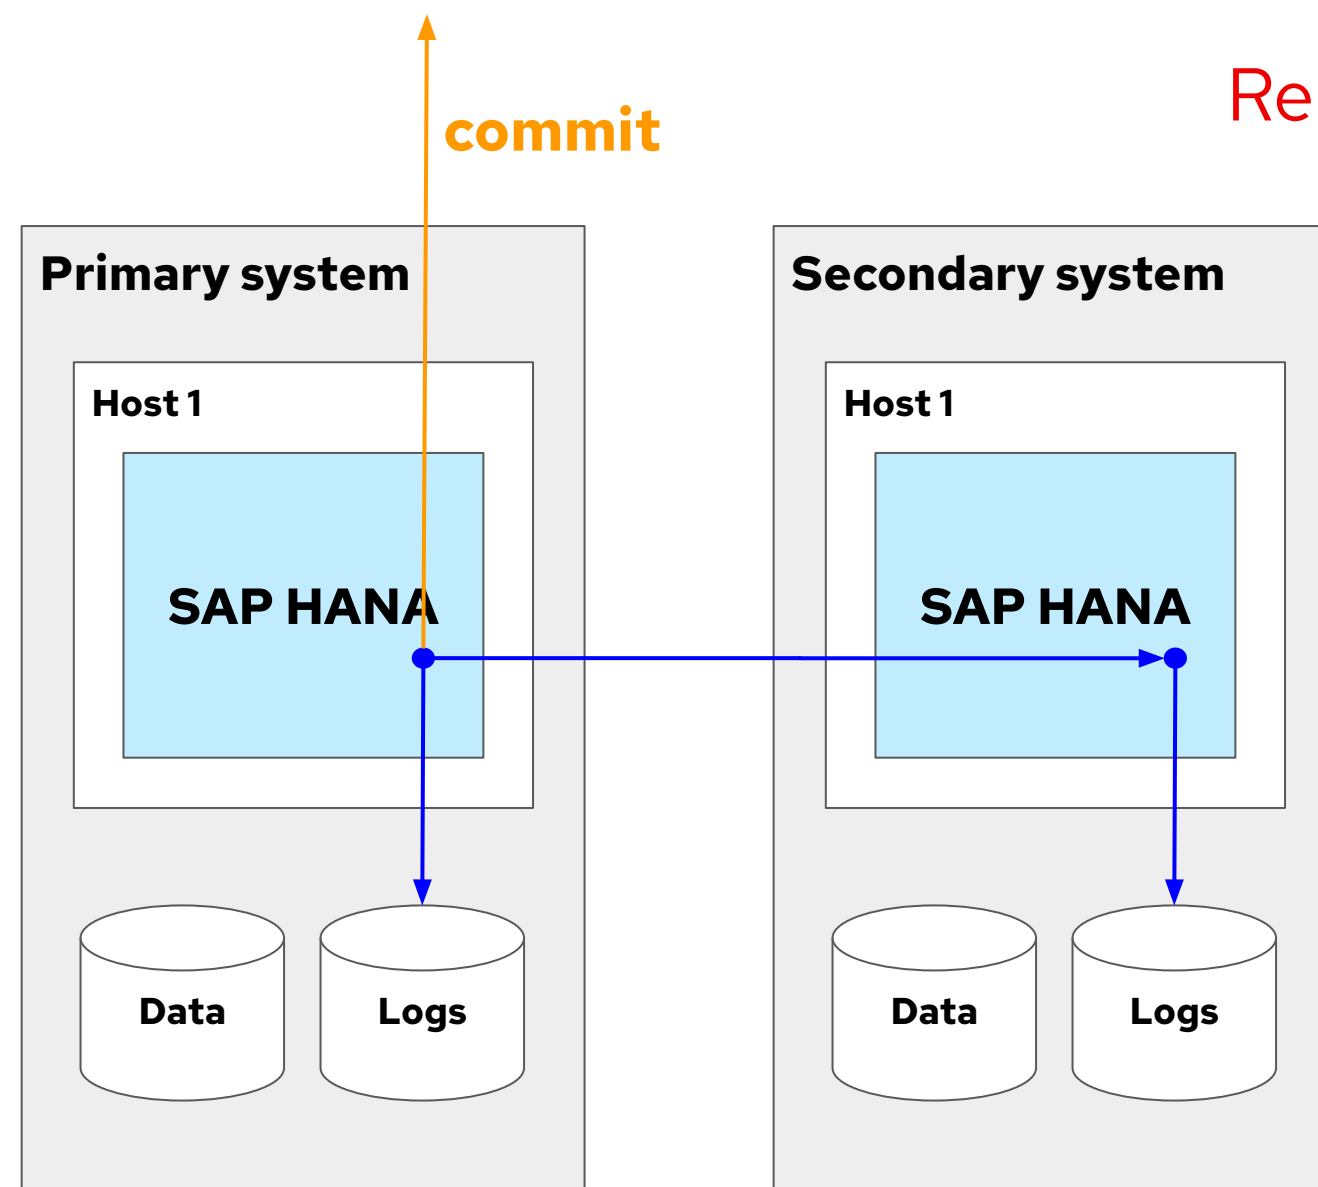 commit
Re
Primary system
Secondary system
Host 1
Host 1
SAP HANA
SAP HANA
Data
Logs
Data
Logs